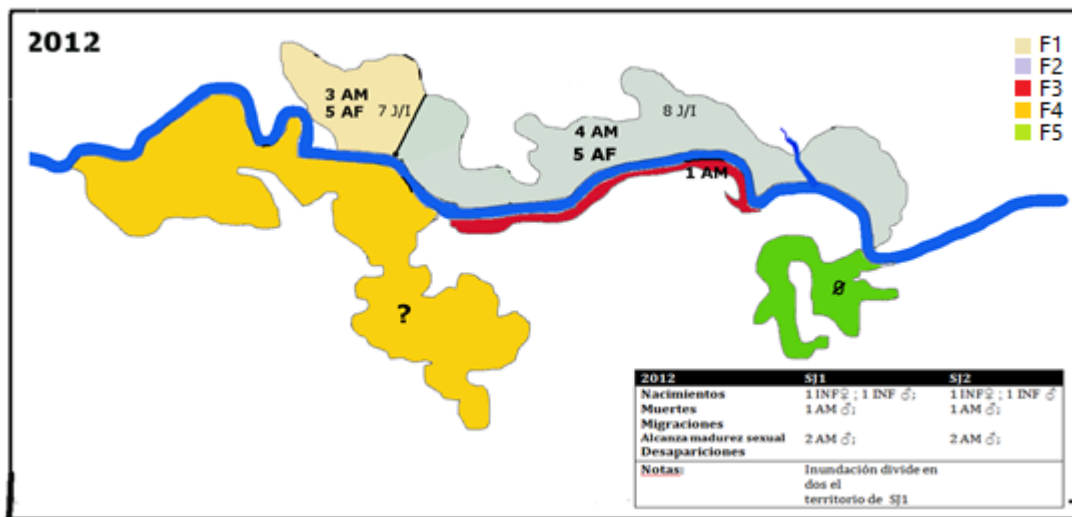 2012
F1
F2
F3
F4
F5
3 AM
5 AF
7 J/I
4 AM
5 AF
8 J/I
1 AM
?
Ø
2012 SJ1 SJ2
Nacimientos 1 INF♀ ; 1 INF ♂; 1 INF♀ ; 1 INF ♂
Muertes 1 AM ♂; 1 AM ♂;
Migraciones
Alcanza madurez sexual 2 AM ♂; 2 AM ♂;
Desapariciones
Notas: Inundación divide en
dos el
territorio de SJ1